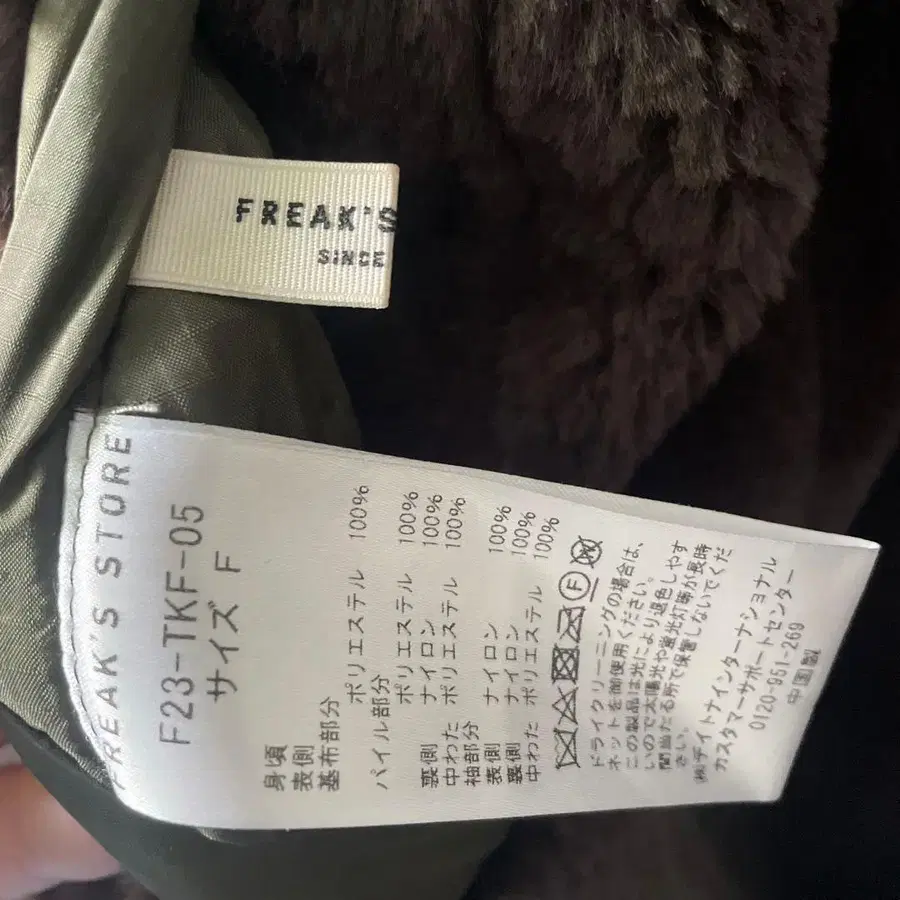 FREAK'S
SINCE
FREAK'S STORE
F23-TKF-05
サイズ F
身頃
表側
基布部分 ポリエステル 100%
パイル部分
ポリエステル 100%
裏側 ナイロン 100%
中わた ポリエステル 100%
袖部分
表側 ナイロン 100%
裏側 ナイロン 100%
中わた ポリエステル 100%
ドライクリーニングの場合は、
ネットを御使用ください。
この製品は光により退色しやす
いので太陽光や蛍光灯等が長時
間当たる所で保管しないでくだ
さい。
㈱デイトナインターナショナル
カスタマーサポートセンター
0120-951-269
中国製